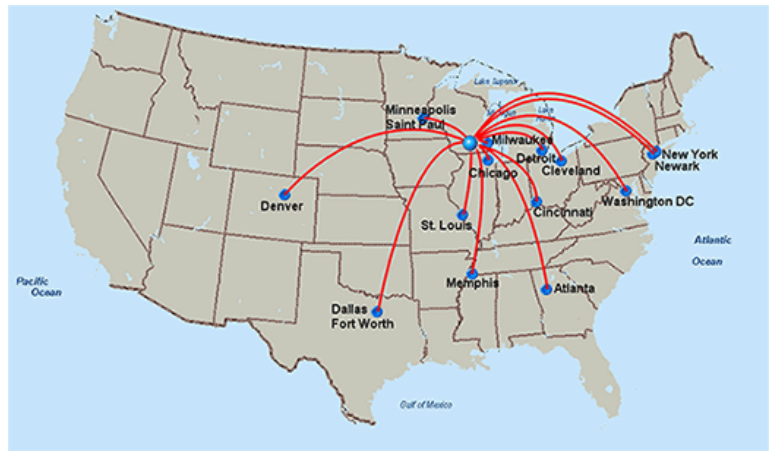 Lake Superior
Minneapolis
Saint Paul
Lake
Milwaukee
Detroit
Cleveland
New York
Newark
Chicago
Denver
Cincinnati
Washington DC
St. Louis
Atlantic
Ocean
Pacific
Ocean
Memphis
Atlanta
Dallas
Fort Worth
Gulf of Mexico